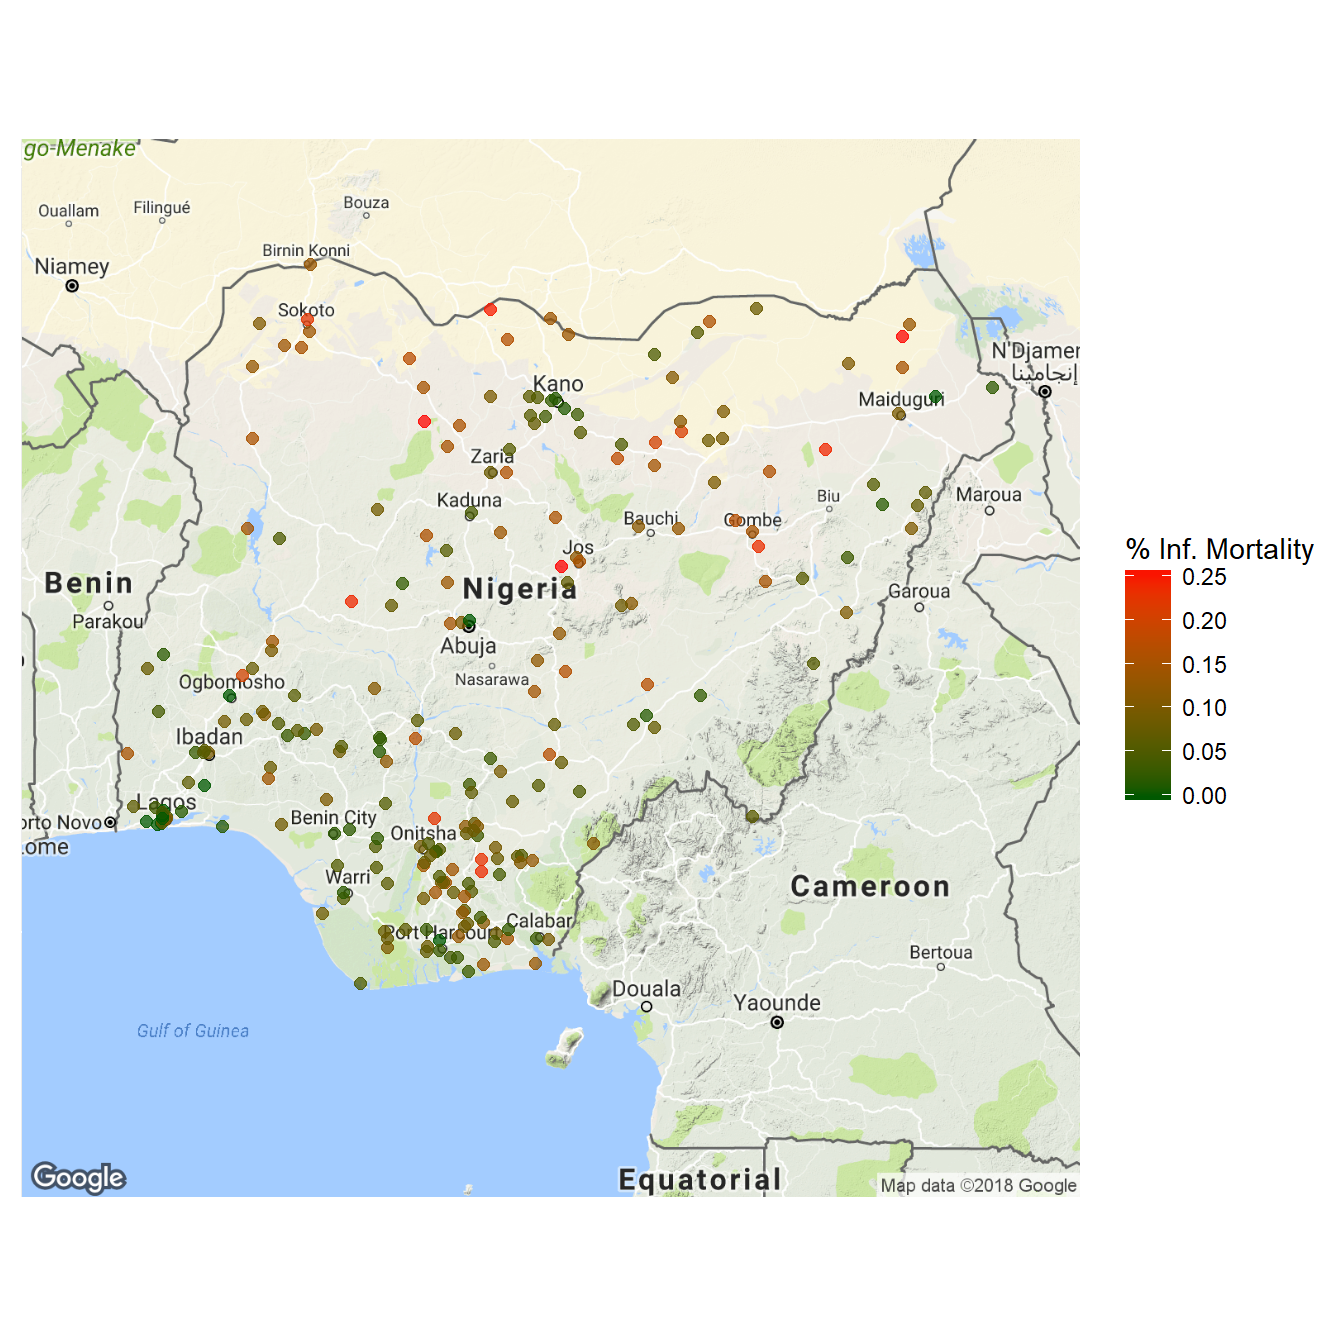 go-Menake
Ouallam
Filingué
Bouza
Birnin Konni
Niamey
Sokoto
N'Djamer
إنجامينا
Kano
Maiduguri
Zaria
Kaduna
Biu
Maroua
Bauchi
Gombe
Jos
Benin
Nigeria
Garoua
Parakou
Abuja
Nasarawa
Ogbomosho
Ibadan
Lagos
orto Novo
ome
Benin City
Onitsha
Warri
Cameroon
Calabar
Port Harcourt
Bertoua
Douala
Yaounde
Gulf of Guinea
Equatorial
Google
Map data ©2018 Google
% Inf. Mortality
0.25
0.20
0.15
0.10
0.05
0.00